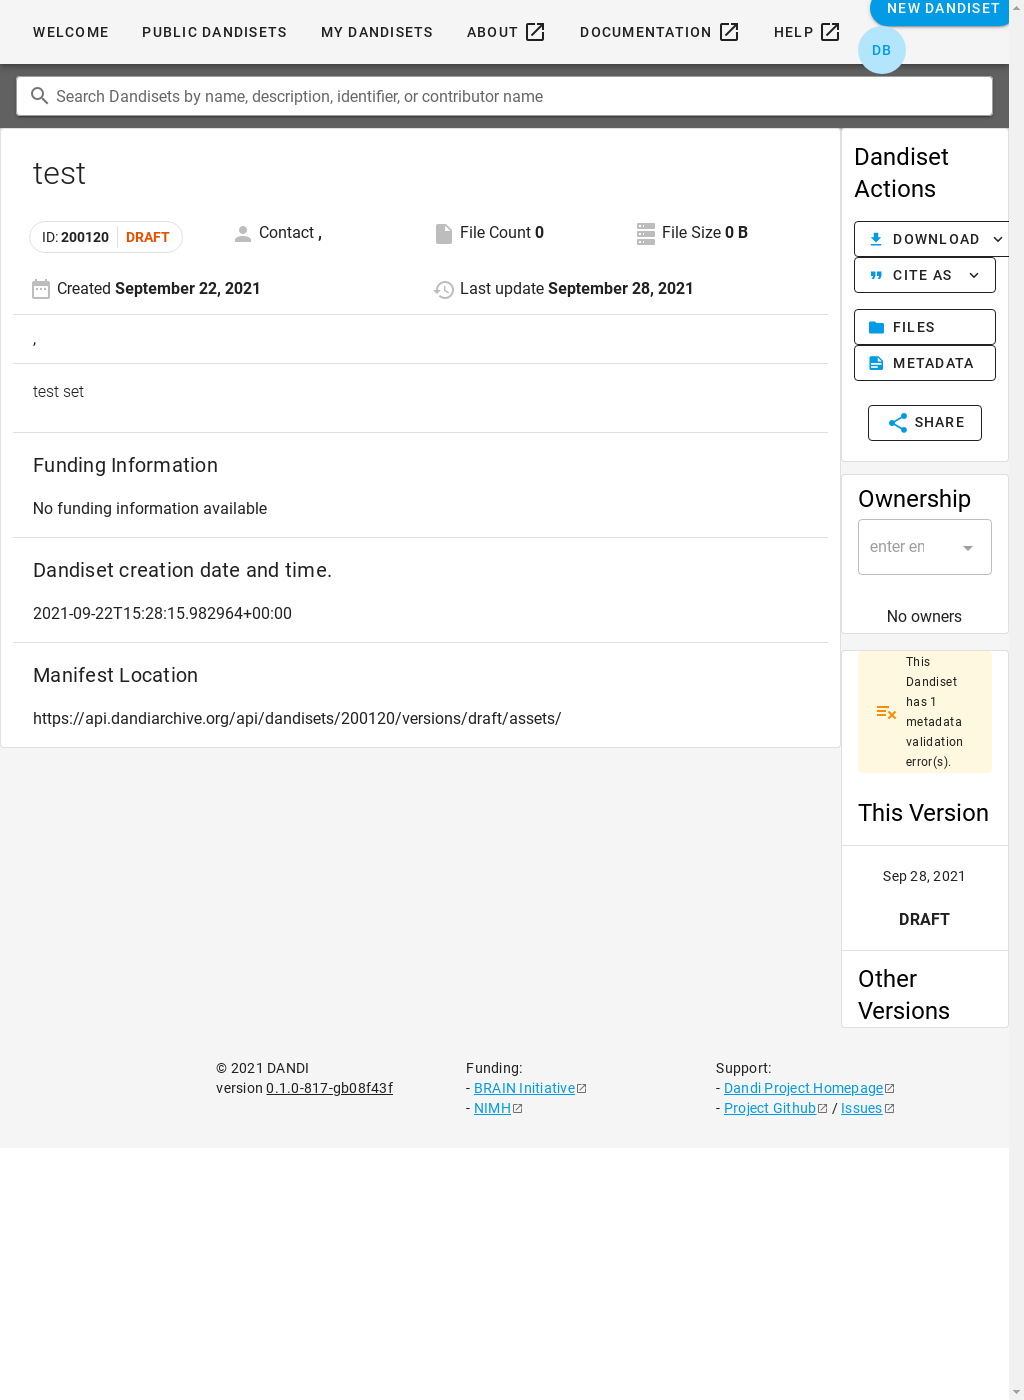 WELCOME PUBLIC DANDISETS MY DANDISETS ABOUT DOCUMENTATION HELP NEW DANDISET
DB
Search Dandisets by name, description, identifier, or contributor name
test
ID: 200120 DRAFT Contact , File Count 0 File Size 0 B
Created September 22, 2021 Last update September 28, 2021
,
test set
Funding Information
No funding information available
Dandiset creation date and time.
2021-09-22T15:28:15.982964+00:00
Manifest Location
https://api.dandiarchive.org/api/dandisets/200120/versions/draft/assets/
Dandiset
Actions
DOWNLOAD
CITE AS
FILES
METADATA
SHARE
Ownership
enter en
No owners
This
Dandiset
has 1
metadata
validation
error(s).
This Version
Sep 28, 2021
DRAFT
Other
Versions
© 2021 DANDI
version 0.1.0-817-gb08f43f
Funding:
- BRAIN Initiative
- NIMH
Support:
- Dandi Project Homepage
- Project Github / Issues